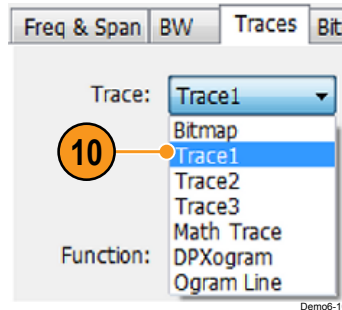 Freq & Span BW Traces Bit
Trace: Trace1
Bitmap
10 Trace1
Trace2
Trace3
Math Trace
Function: DPXogram
Ogram Line
Demo6-1